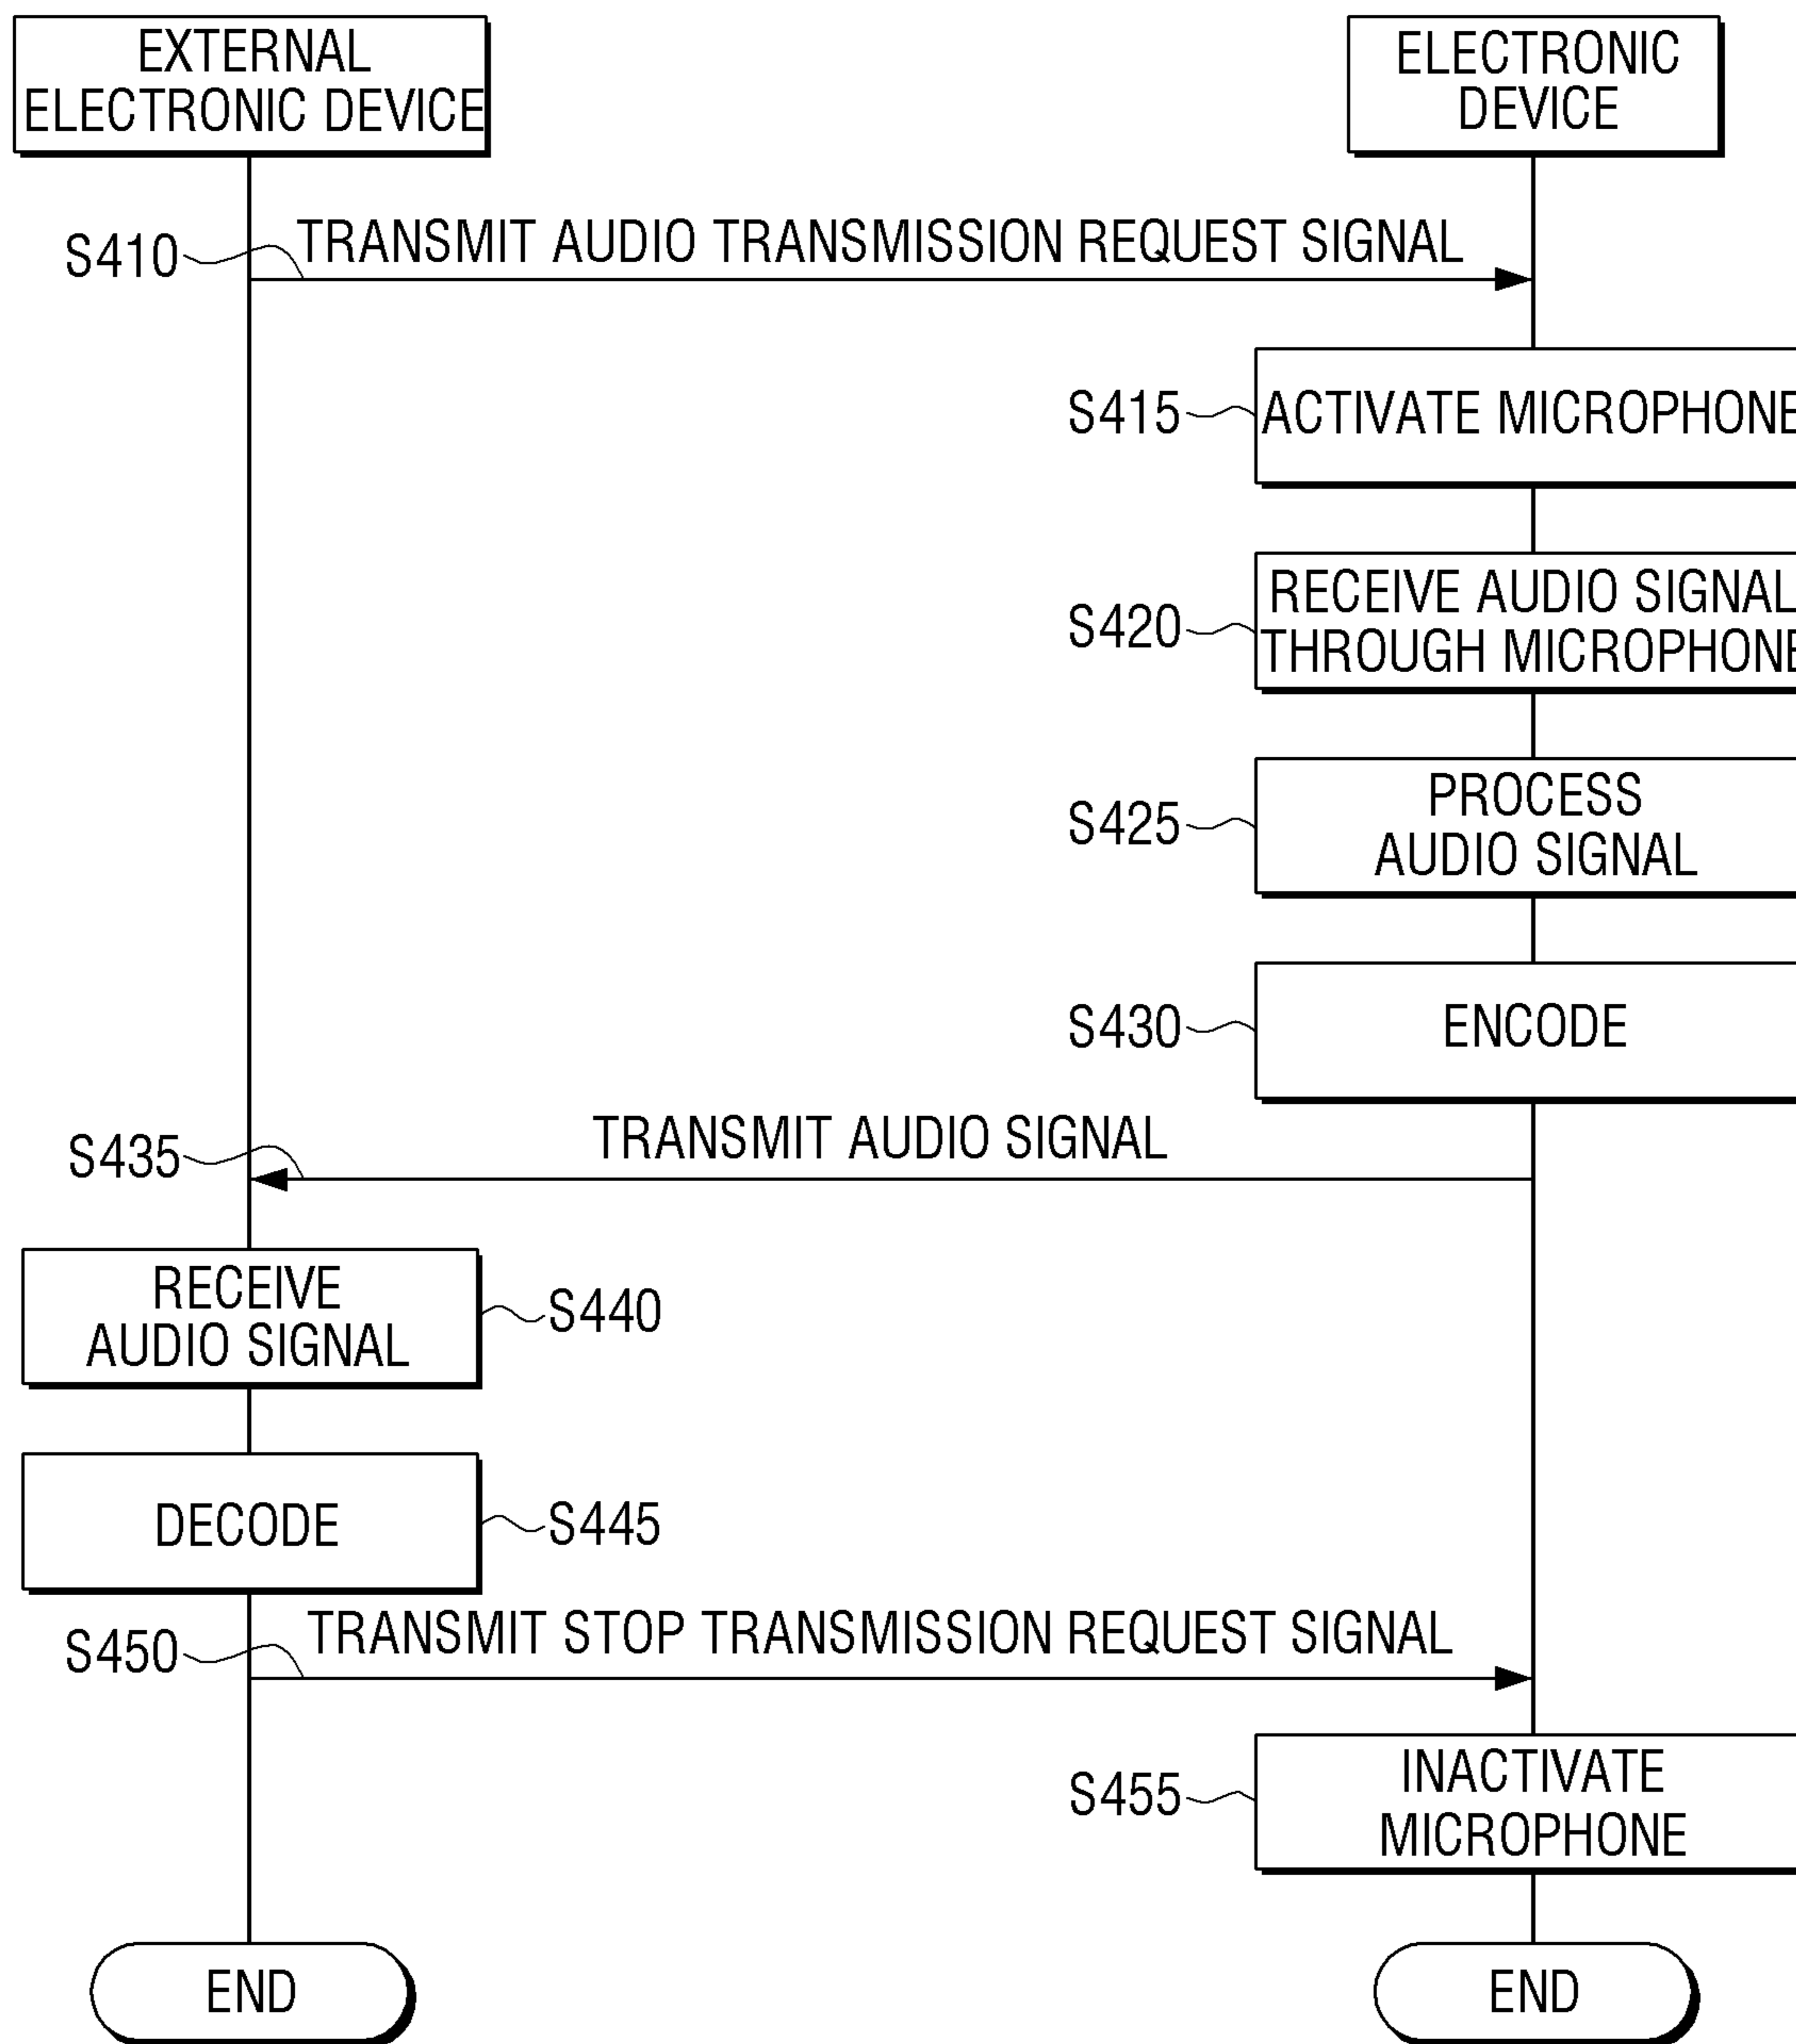 EXTERNAL
ELECTRONIC DEVICE
ELECTRONIC
DEVICE
S410
TRANSMIT AUDIO TRANSMISSION REQUEST SIGNAL
S415
ACTIVATE MICROPHONE
S420
RECEIVE AUDIO SIGNAL
THROUGH MICROPHONE
S425
PROCESS
AUDIO SIGNAL
S430
ENCODE
S435
TRANSMIT AUDIO SIGNAL
RECEIVE
AUDIO SIGNAL
S440
DECODE
S445
S450
TRANSMIT STOP TRANSMISSION REQUEST SIGNAL
S455
INACTIVATE
MICROPHONE
END
END